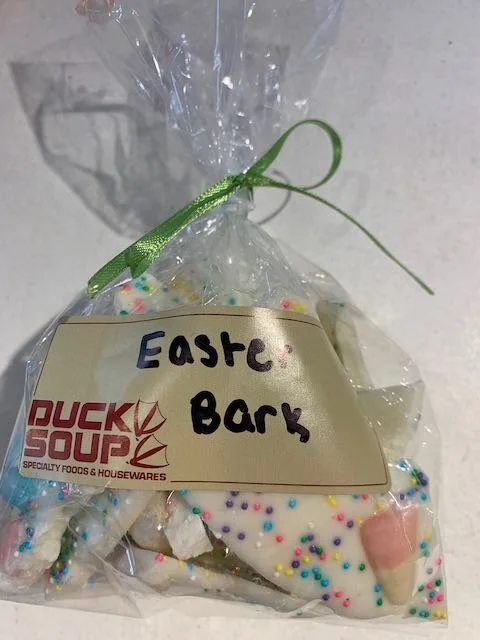 Easter
Bark
DUCK
SOUP
SPECIALTY FOODS & HOUSEWARES